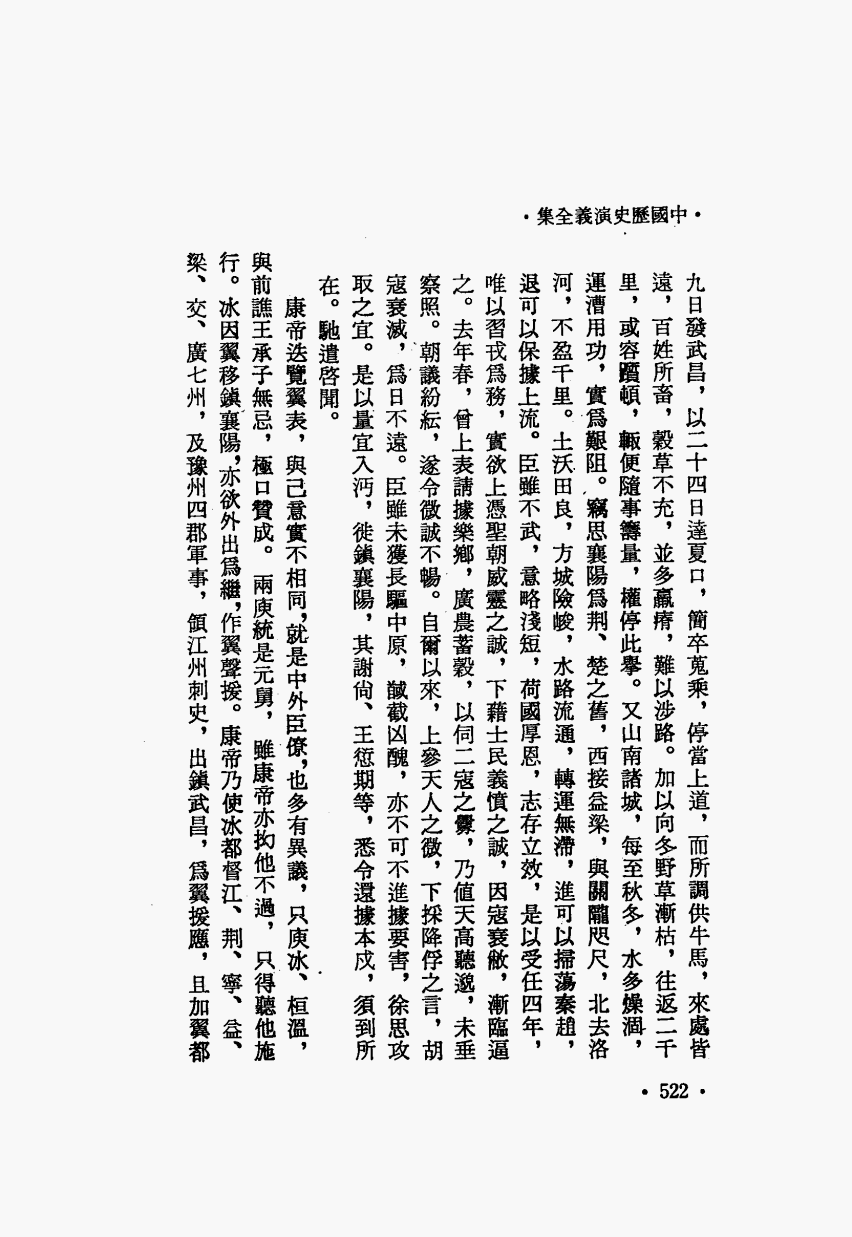 ·中國歷史演義全集·
九日發武昌，以二十四日達夏口，簡卒蒐乘，停當上道，而所調供牛馬，來處皆
遠，百姓所畜，穀草不充，並多羸瘠，難以涉路。加以向冬野草漸枯，往返二千
里，或容躓頓，輒便隨事籌量，權停此舉。又山南諸城，每至秋冬，水多燥涸，
運漕用功，實爲艱阻。竊思襄陽爲荆、楚之舊，西接益梁，與關隴咫尺，北去洛
河，不盈千里。土沃田良，方城險峻，水路流通，轉運無滯，進可以掃蕩秦趙，
退可以保據上流。臣雖不武，意略淺短，荷國厚恩，志存立效，是以受任四年，
唯以習戎爲務，實欲上憑聖朝威靈之誠，下藉士民義憤之誠，因寇衰敝，漸臨逼
之。去年春，曾上表請據樂鄉，廣農蓄穀，以伺二寇之釁，乃值天高聽邈，未垂
察照。朝議紛紜，遂令微誠不暢。自爾以來，上參天人之徵，下採降俘之言，胡
寇衰滅，爲日不遠。臣雖未獲長驅中原，馘截凶醜，亦不可不進據要害，徐思攻
取之宜。是以量宜入沔，徙鎮襄陽，其謝尙、王愆期等，悉令還據本戍，須到所
在。馳遣啓聞。
康帝迭覽翼表，與己意實不相同，就是中外臣僚，也多有異議，只庾冰、桓溫，
與前譙王承子無忌，極口贊成。兩庾統是元舅，雖康帝亦拗他不過，只得聽他施
行。冰因翼移鎮襄陽，亦欲外出爲繼，作翼聲援。康帝乃使冰都督江、荆、寧、益、
梁、交、廣七州，及豫州四郡軍事，領江州刺史，出鎮武昌，爲翼援應，且加翼都
·522·